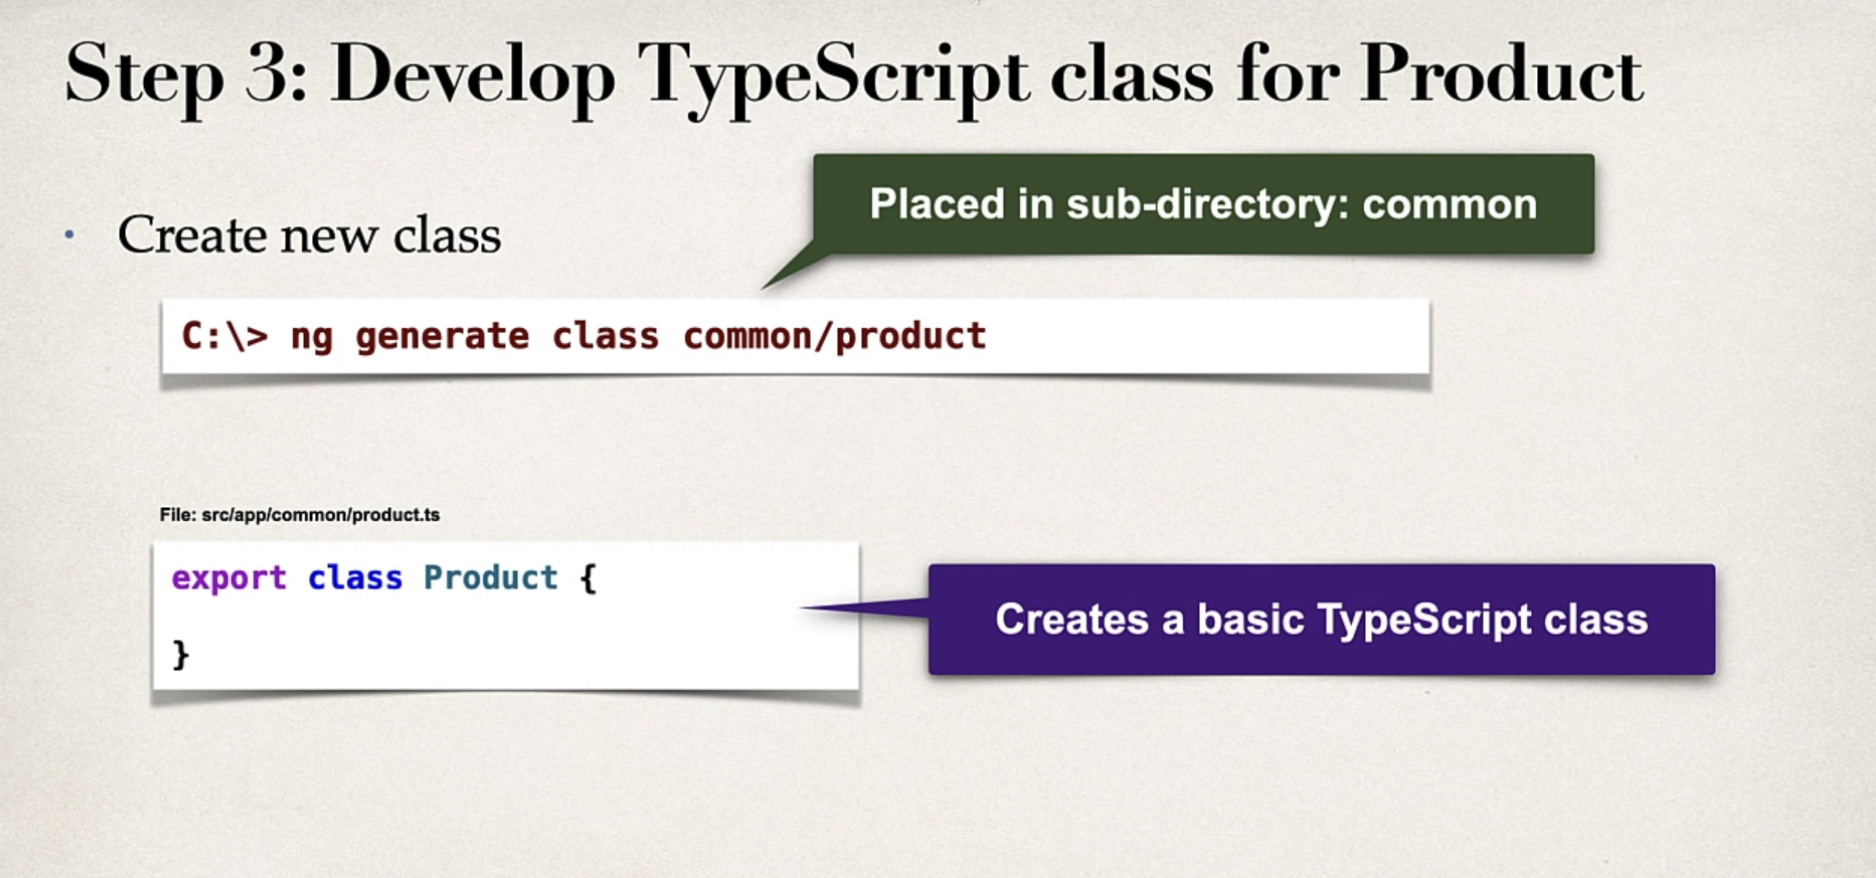 Step 3: Develop TypeScript class for Product
Placed in sub-directory: common
• Create new class
C:\> ng generate class common/product
File: src/app/common/product.ts
export class Product {
}
Creates a basic TypeScript class